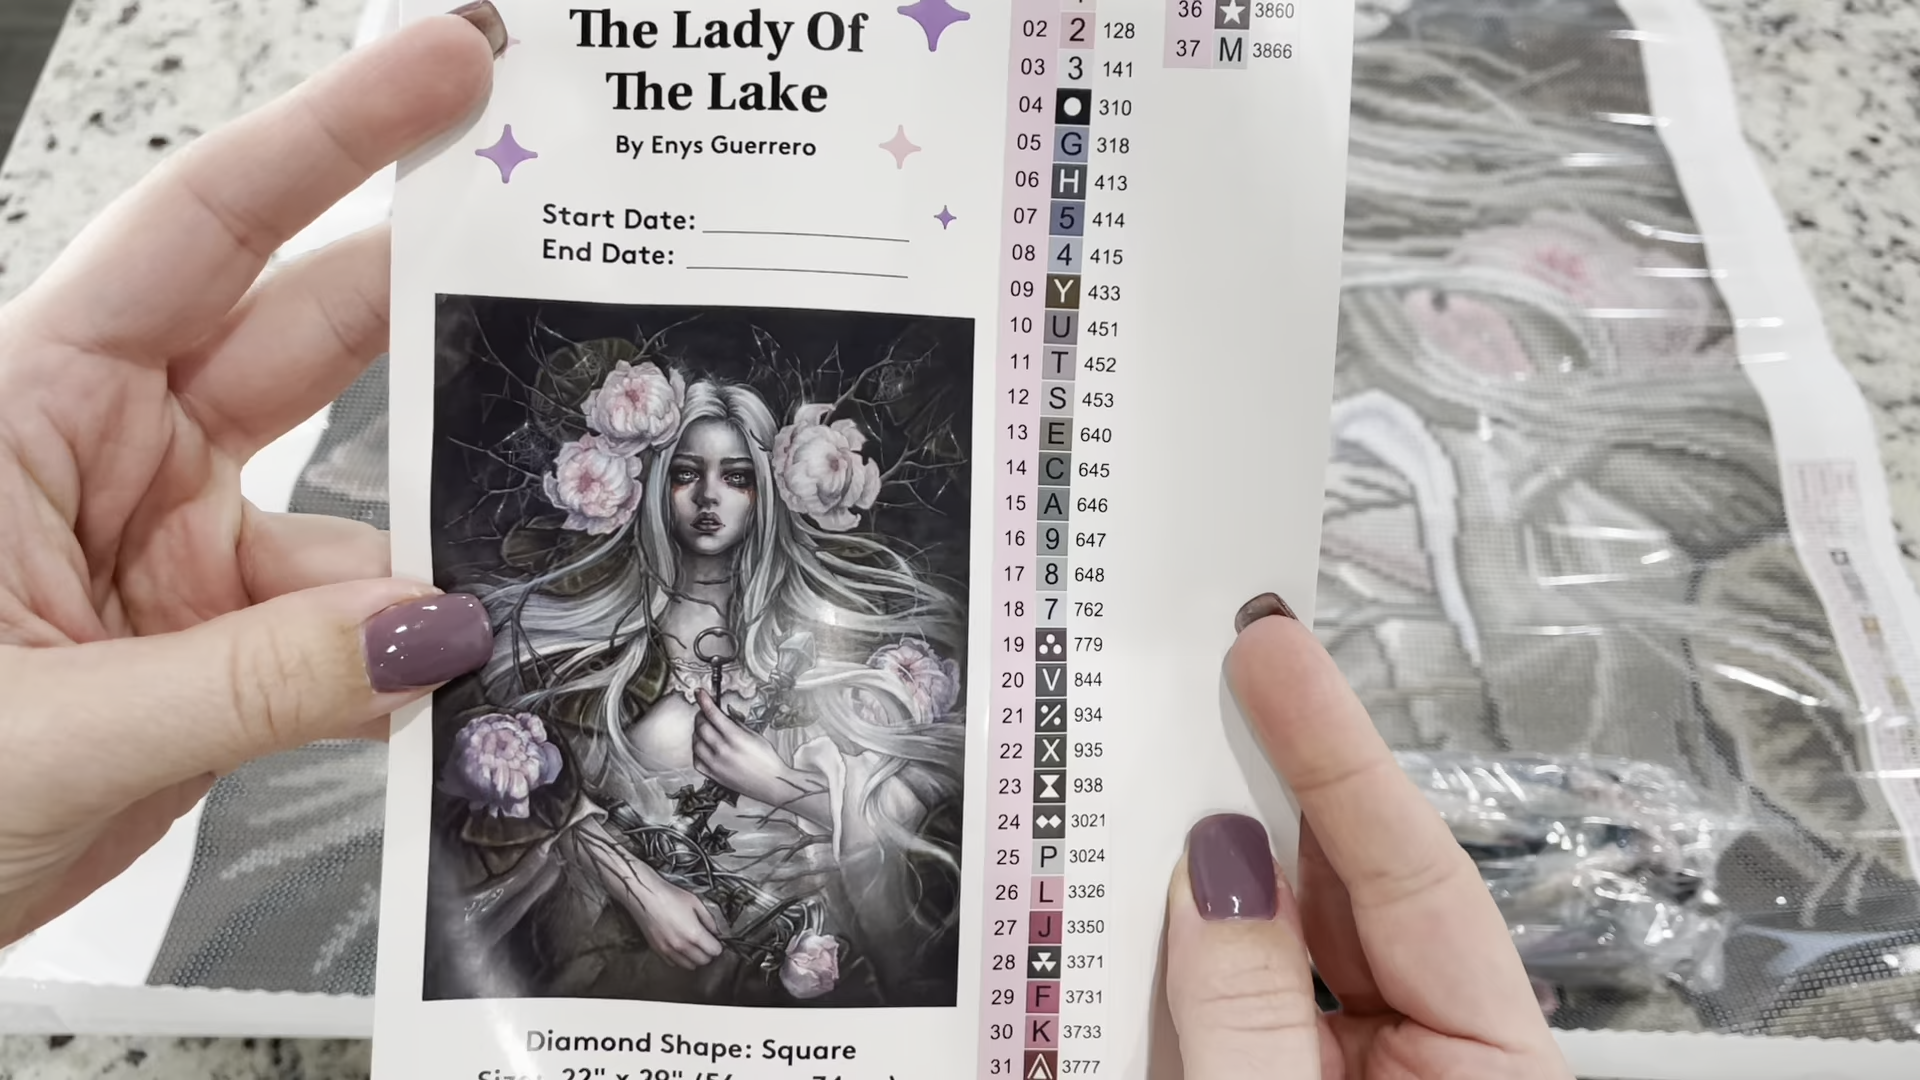 The Lady Of
The Lake
By Enys Guerrero
Start Date:
End Date:
Diamond Shape: Square
22" x 29"
02 2 128
03 3 141
04 310
05 G 318
06 H 413
07 5 414
08 4 415
09 Y 433
10 U 451
11 T 452
12 S 453
13 E 640
14 C 645
15 A 646
16 9 647
17 8 648
18 7 762
19 779
20 V 844
21 ⁒ 934
22 X 935
23 938
24 3021
25 P 3024
26 L 3326
27 J 3350
28 3371
29 F 3731
30 K 3733
31 3777
36 ★ 3860
37 M 3866